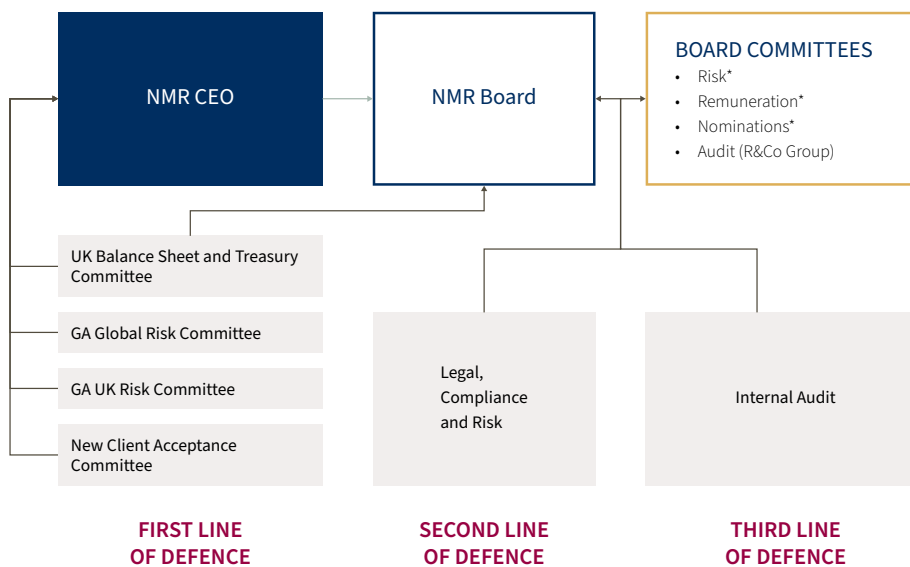 NMR CEO
NMR Board
BOARD COMMITTEES
• Risk*
• Remuneration*
• Nominations*
• Audit (R&Co Group)
UK Balance Sheet and Treasury
Committee
GA Global Risk Committee
GA UK Risk Committee
New Client Acceptance
Committee
Legal,
Compliance
and Risk
Internal Audit
FIRST LINE
OF DEFENCE
SECOND LINE
OF DEFENCE
THIRD LINE
OF DEFENCE